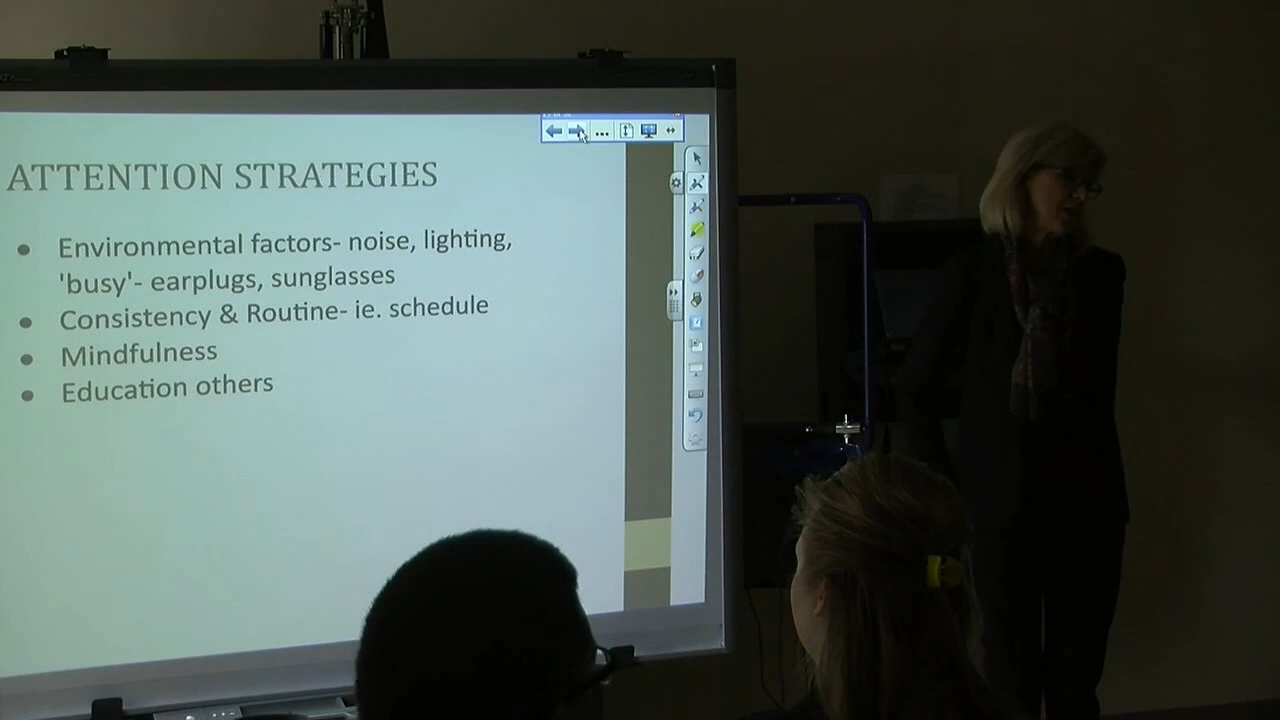 ATTENTION STRATEGIES
● Environmental factors- noise, lighting,
'busy'- earplugs, sunglasses
● Consistency & Routine- ie. schedule
● Mindfulness
● Education others